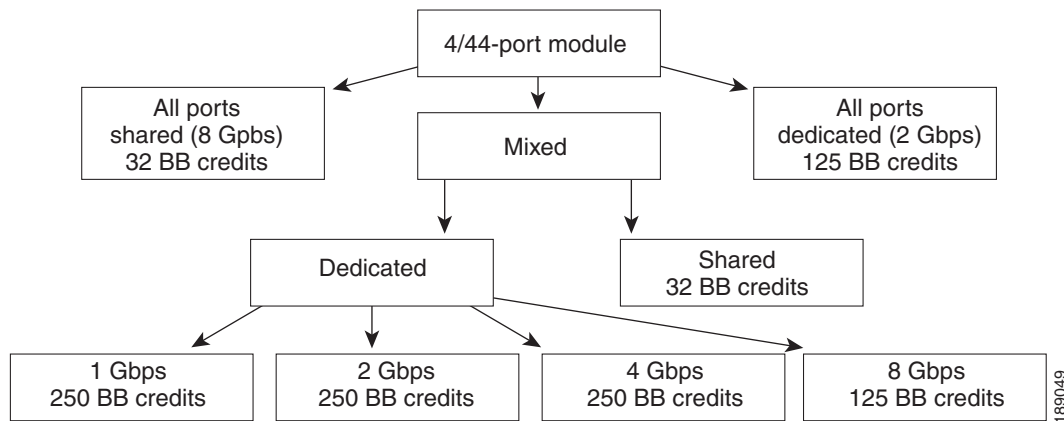 4/44-port module
All ports
shared (8 Gpbs)
32 BB credits
Mixed
All ports
dedicated (2 Gbps)
125 BB credits
Dedicated
Shared
32 BB credits
1 Gbps
250 BB credits
2 Gbps
250 BB credits
4 Gbps
250 BB credits
8 Gbps
125 BB credits
189049